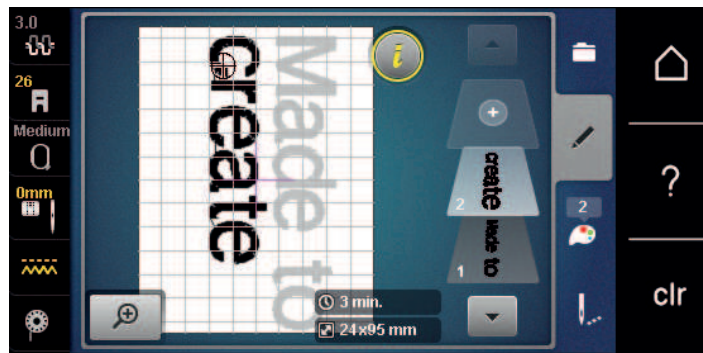 3.0
26
Medium
0mm
create
Made to
i
create
2
Made to
1
2
3 min.
24x95 mm
?
clr